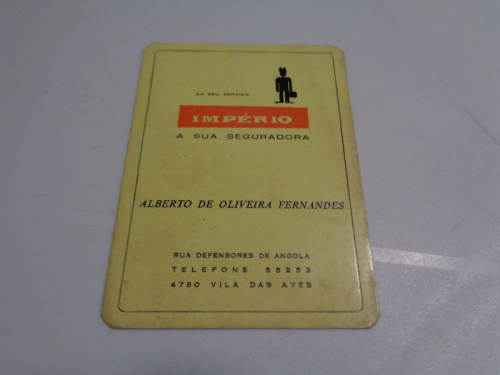 AO SEU SERVIÇO
IMPÉRIO
A SUA SEGURADORA
ALBERTO DE OLIVEIRA FERNANDES
RUA DEFENSORES DE ANGOLA
TELEFONE 55253
4780 VILA DAS AVES